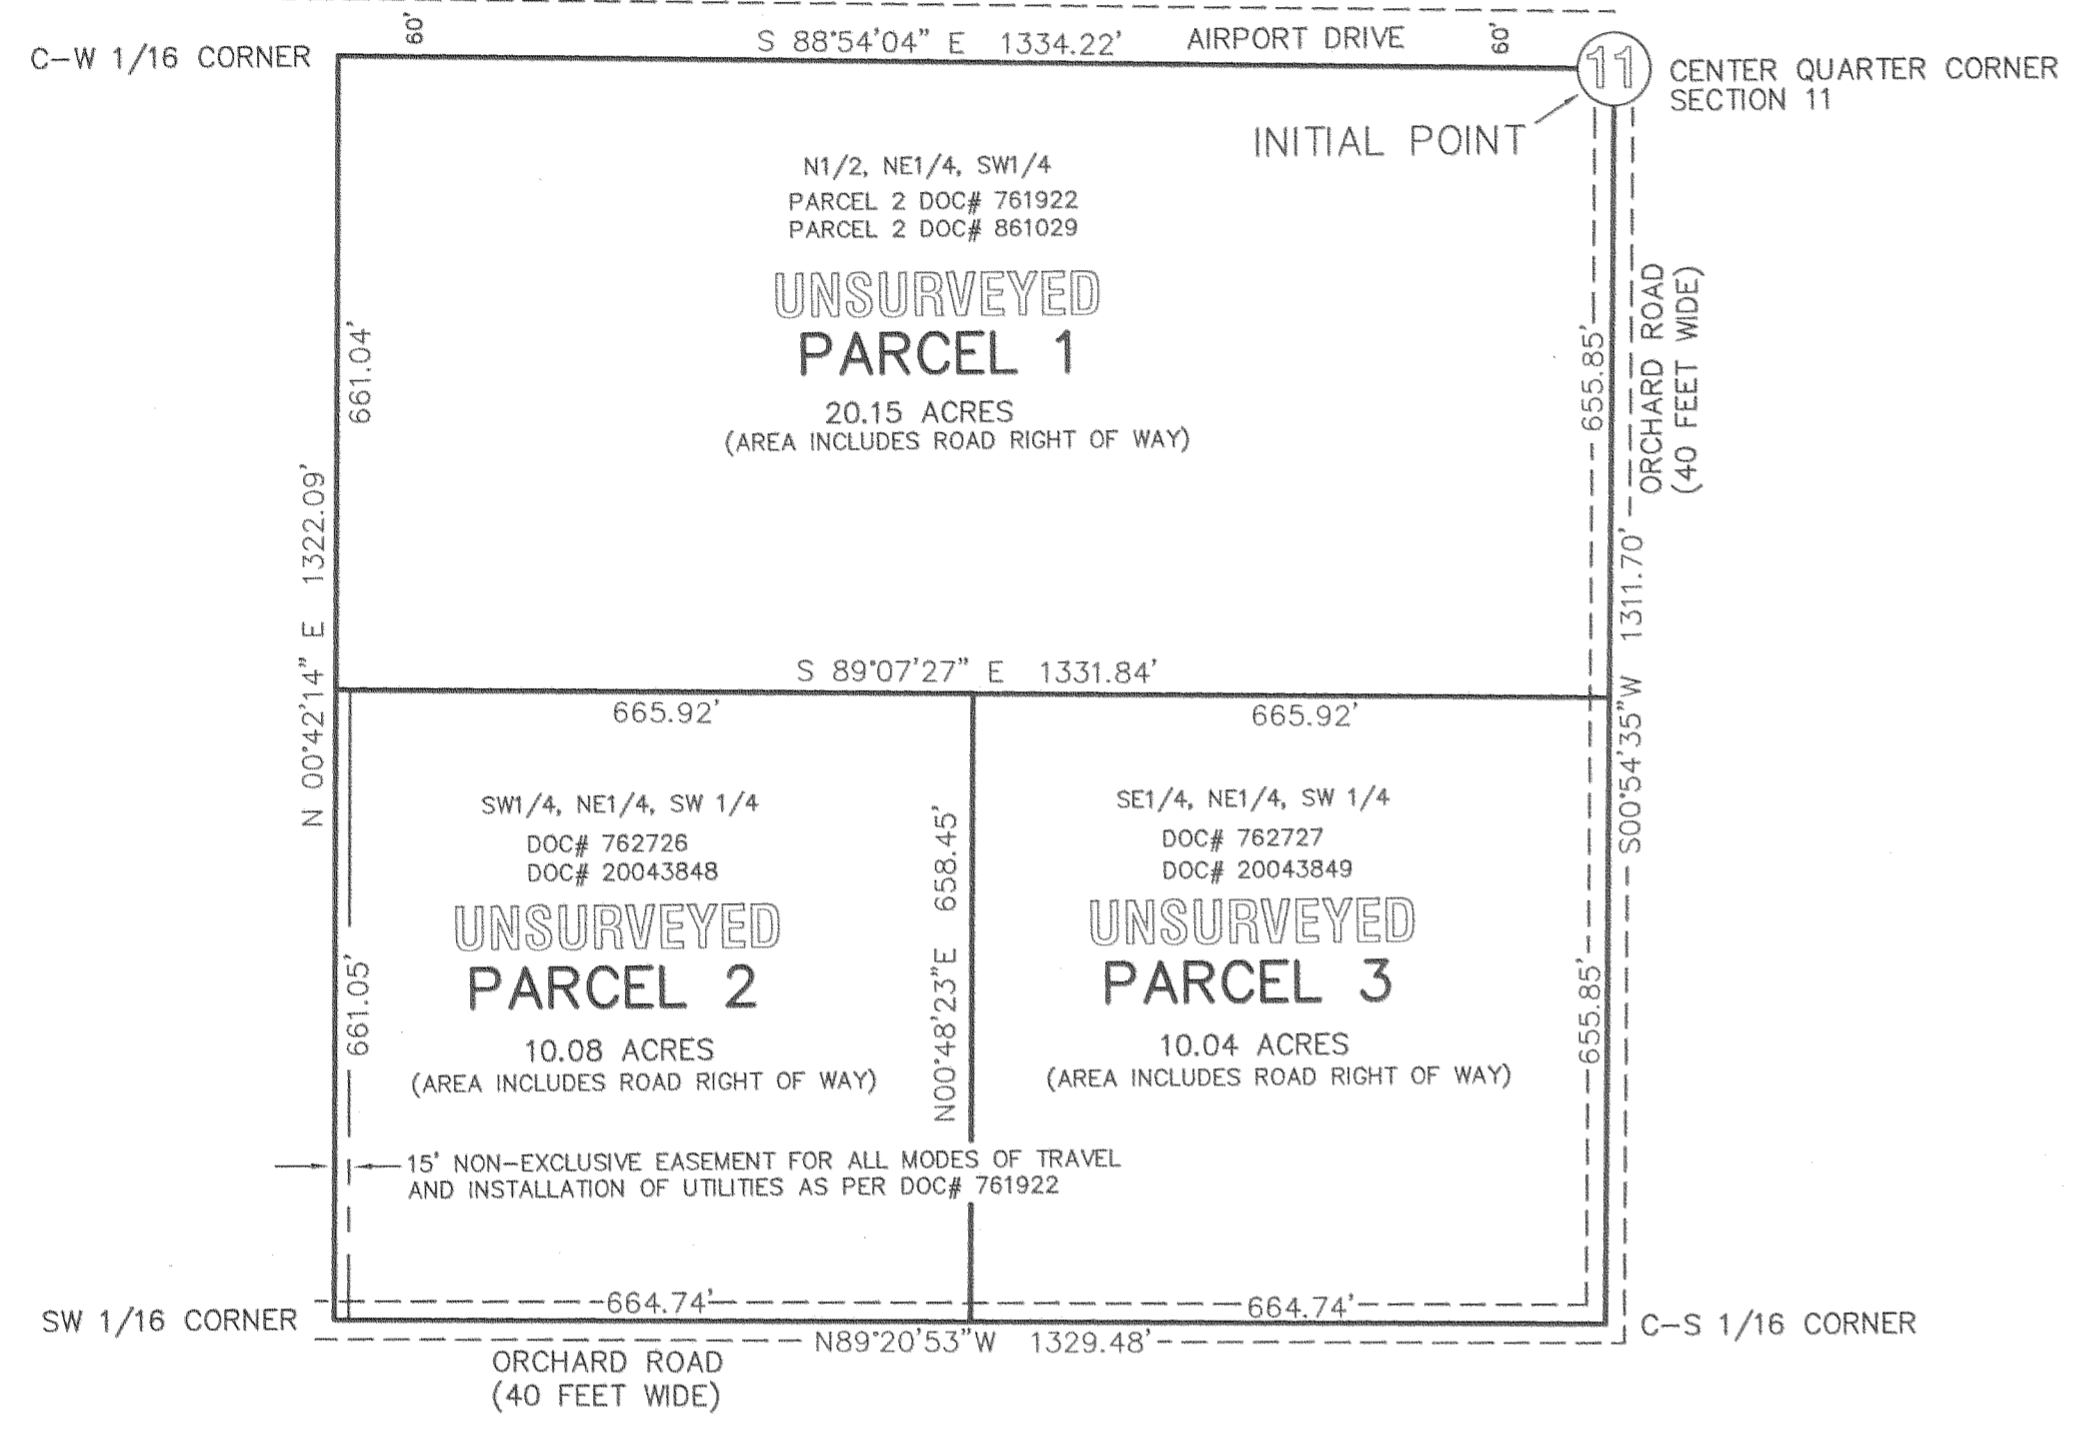 60'
S 88°54'04" E 1334.22' AIRPORT DRIVE
60'
C-W 1/16 CORNER
11
CENTER QUARTER CORNER
SECTION 11
INITIAL POINT
N1/2, NE1/4, SW1/4
PARCEL 2 DOC# 761922
PARCEL 2 DOC# 861029
UNSURVEYED
PARCEL 1
20.15 ACRES
(AREA INCLUDES ROAD RIGHT OF WAY)
661.04'
655.85'
ORCHARD ROAD
(40 FEET WIDE)
N 00°42'14" E 1322.09'
S00°54'35"W 1311.70'
S 89°07'27" E 1331.84'
665.92'
665.92'
SW1/4, NE1/4, SW 1/4
DOC# 762726
DOC# 20043848
UNSURVEYED
PARCEL 2
10.08 ACRES
(AREA INCLUDES ROAD RIGHT OF WAY)
661.05'
N00°48'23"E 658.45'
SE1/4, NE1/4, SW 1/4
DOC# 762727
DOC# 20043849
UNSURVEYED
PARCEL 3
10.04 ACRES
(AREA INCLUDES ROAD RIGHT OF WAY)
655.85'
15' NON-EXCLUSIVE EASEMENT FOR ALL MODES OF TRAVEL
AND INSTALLATION OF UTILITIES AS PER DOC# 761922
664.74'
664.74'
SW 1/16 CORNER
C-S 1/16 CORNER
N89°20'53"W 1329.48'
ORCHARD ROAD
(40 FEET WIDE)